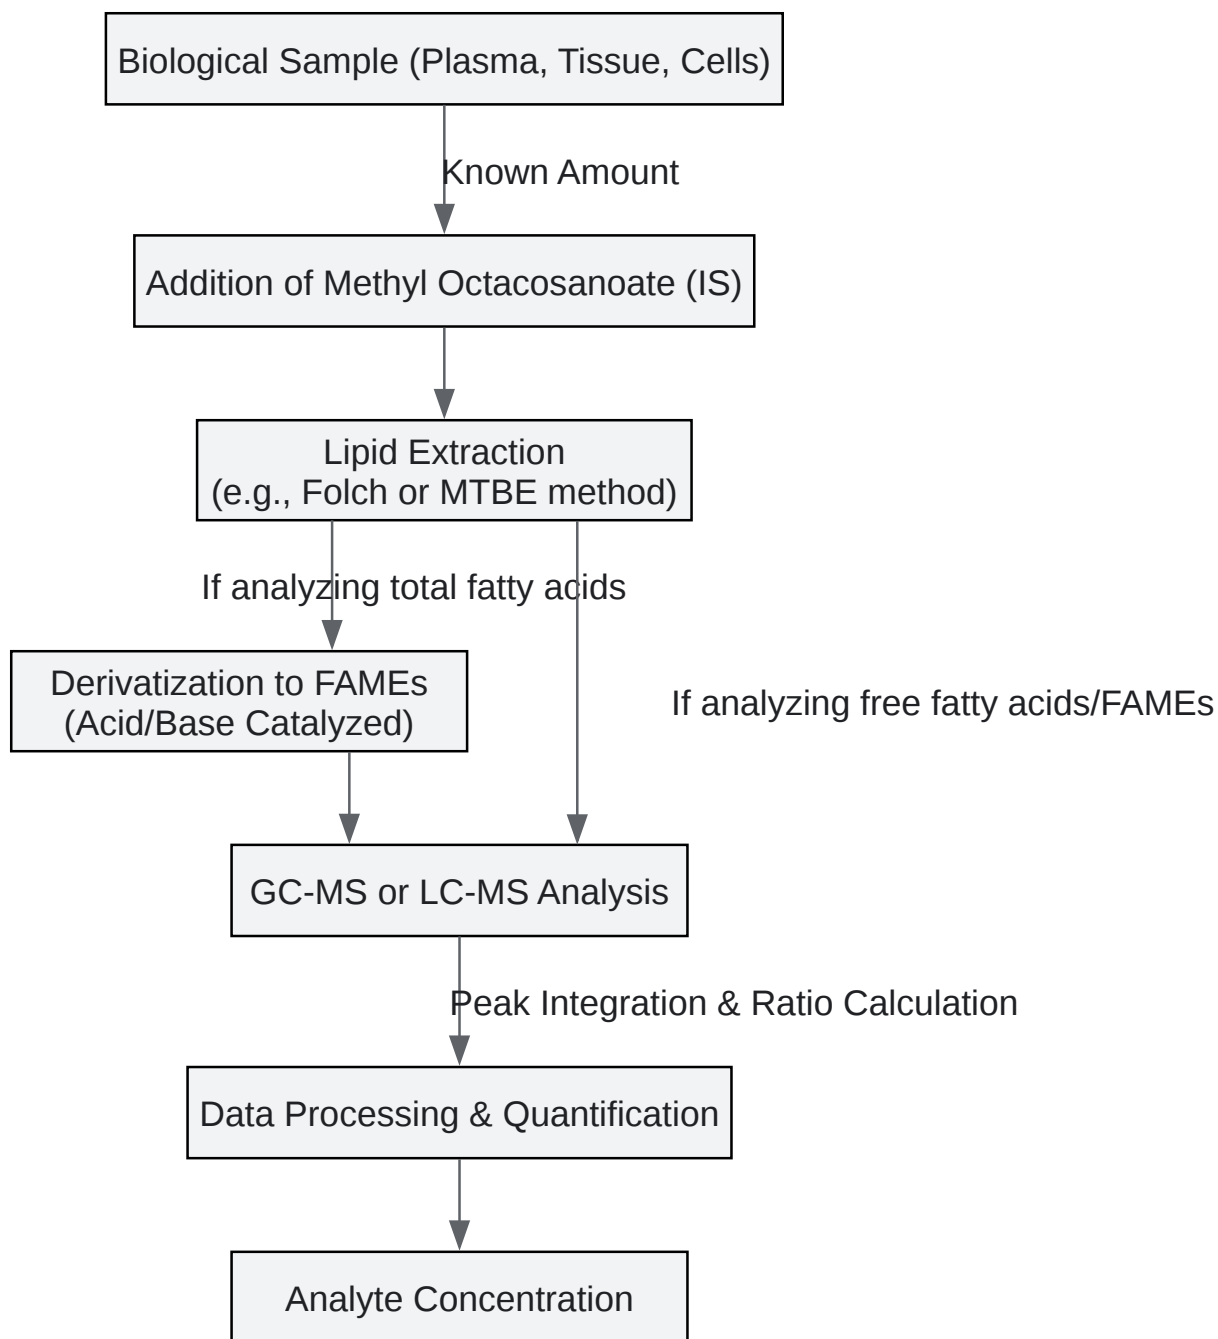 Biological Sample (Plasma, Tissue, Cells)
Known Amount
Addition of Methyl Octacosanoate (IS)
Lipid Extraction
(e.g., Folch or MTBE method)
If analyzing total fatty acids
Derivatization to FAMEs
(Acid/Base Catalyzed)
If analyzing free fatty acids/FAMEs
GC-MS or LC-MS Analysis
Peak Integration & Ratio Calculation
Data Processing & Quantification
Analyte Concentration